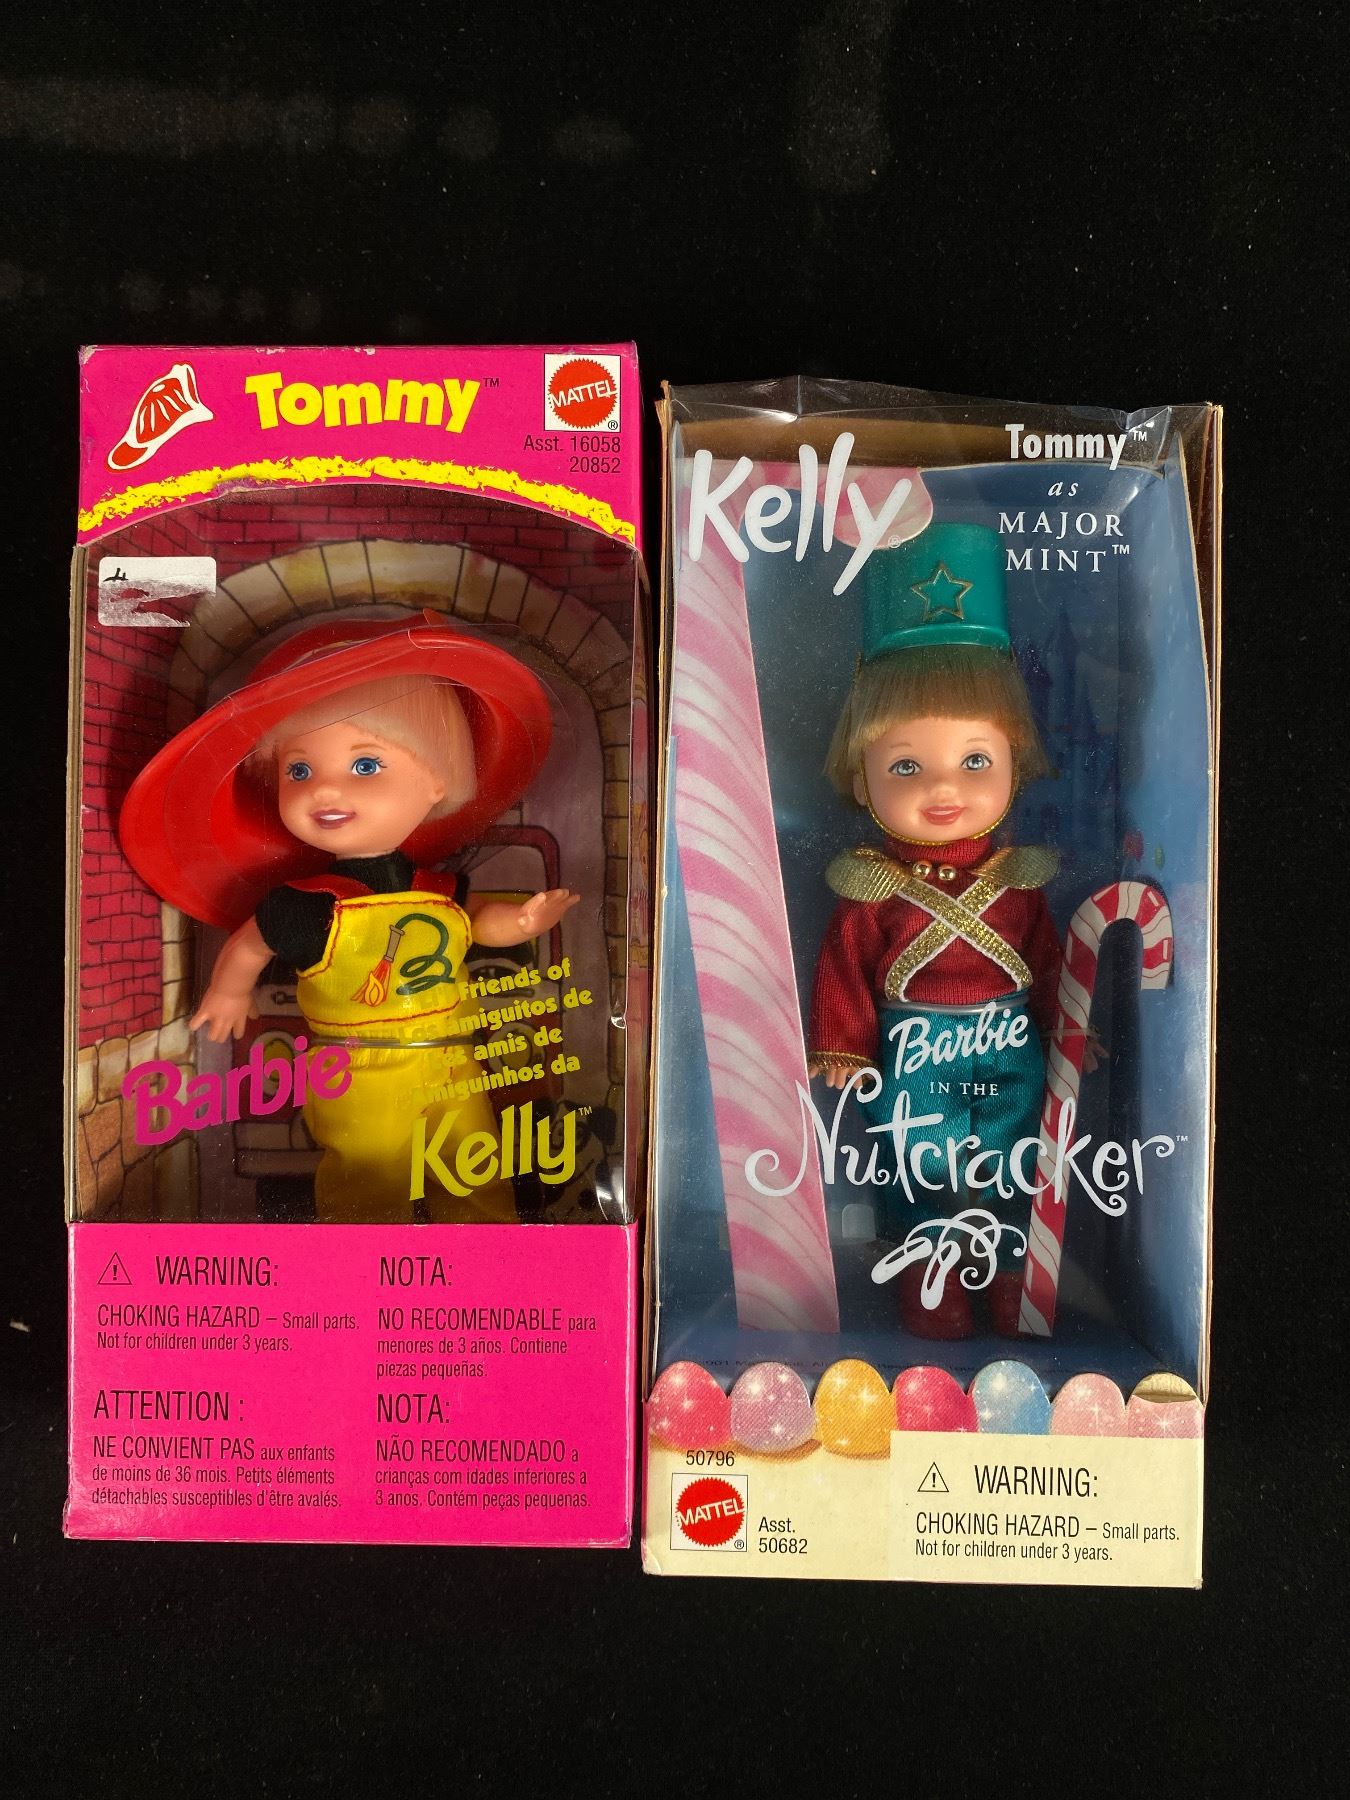 Tommy™
MATTEL
®
Asst. 16058
20852
Friends of
Los amiguitos de
Les amis de
Amiguinhos da
Barbie®
Kelly™
WARNING:
CHOKING HAZARD – Small parts.
Not for children under 3 years.
NOTA:
NO RECOMENDABLE para
menores de 3 años. Contiene
piezas pequeñas.
ATTENTION :
NE CONVIENT PAS aux enfants
de moins de 36 mois. Petits éléments
détachables susceptibles d'être avalés.
NOTA:
NÃO RECOMENDADO a
crianças com idades inferiores a
3 anos. Contém peças pequenas.
Kelly®
Tommy™
as
MAJOR
MINT™
Barbie
IN THE
Nutcracker™
50796
MATTEL
®
Asst.
50682
WARNING:
CHOKING HAZARD – Small parts.
Not for children under 3 years.